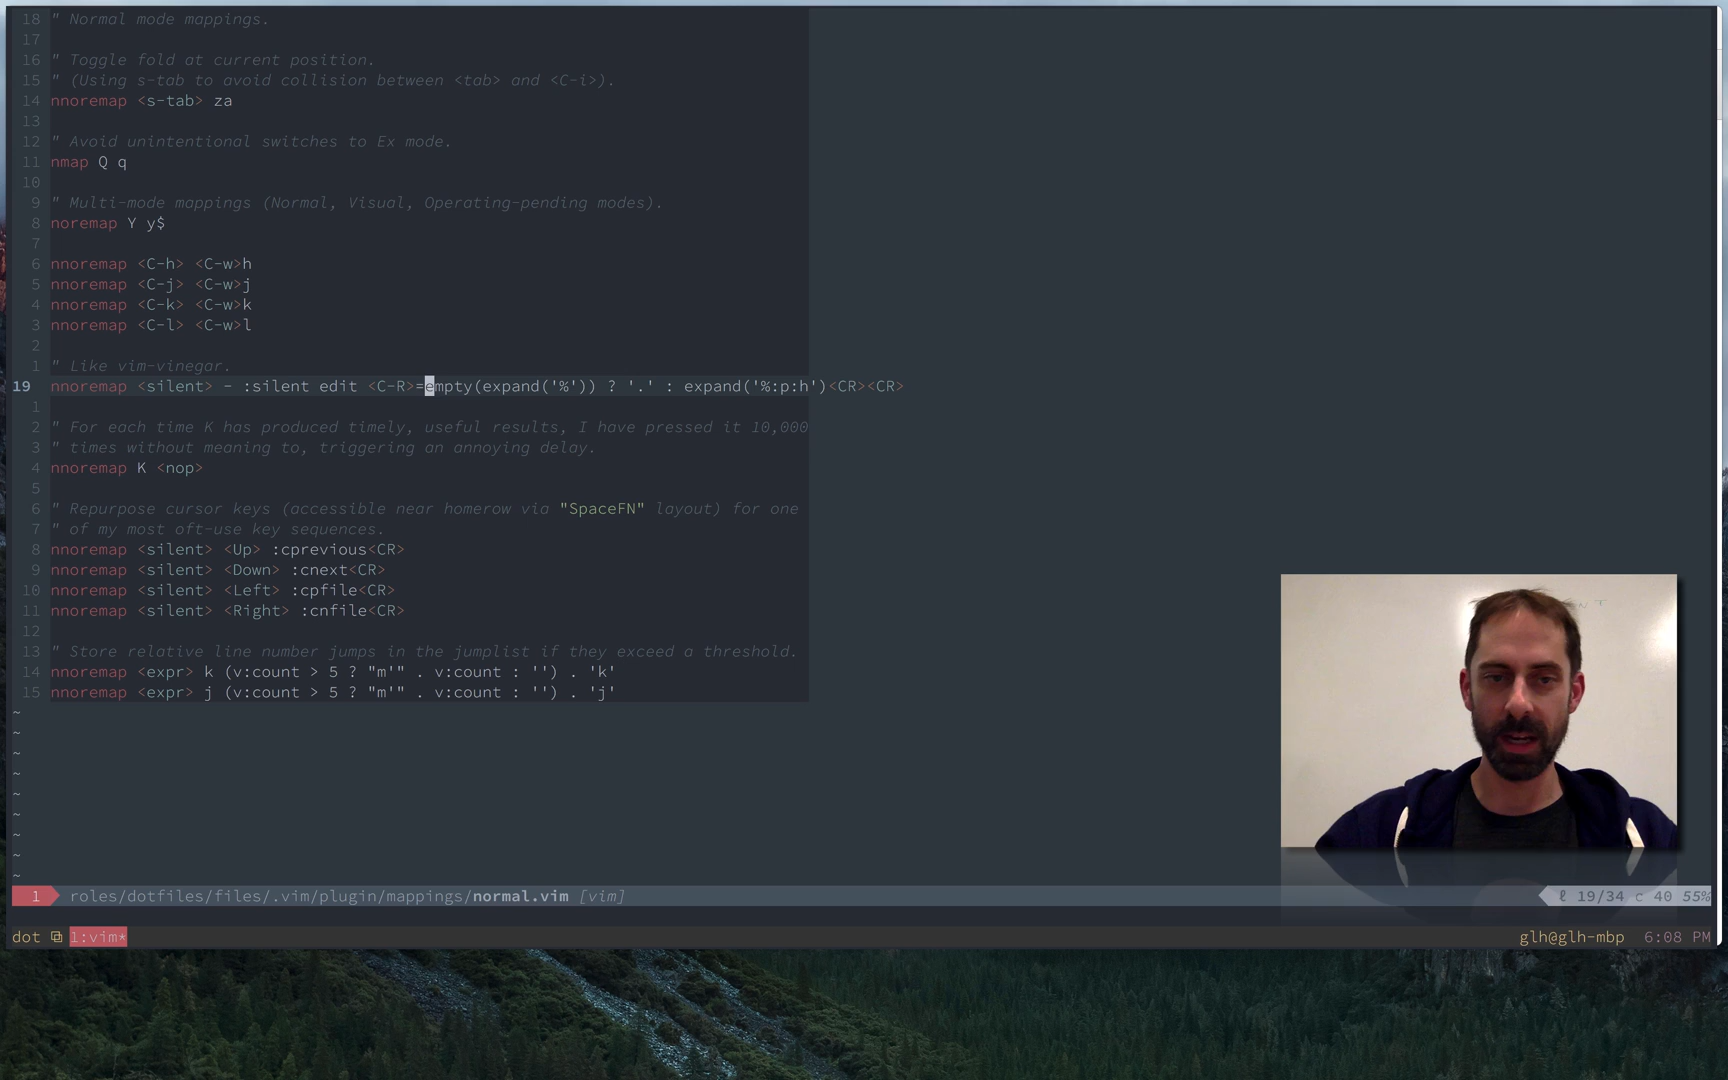 18 " Normal mode mappings.
17
16 " Toggle fold at current position.
15 " (Using s-tab to avoid collision between <tab> and <C-i>).
14 nnoremap <s-tab> za
13
12 " Avoid unintentional switches to Ex mode.
11 nmap Q q
10
9 " Multi-mode mappings (Normal, Visual, Operating-pending modes).
8 noremap Y y$
7
6 nnoremap <C-h> <C-w>h
5 nnoremap <C-j> <C-w>j
4 nnoremap <C-k> <C-w>k
3 nnoremap <C-l> <C-w>l
2
1 " Like vim-vinegar.
19 nnoremap <silent> - :silent edit <C-R>=empty(expand('%')) ? '.' : expand('%:p:h')<CR><CR>
1
2 " For each time K has produced timely, useful results, I have pressed it 10,000
3 " times without meaning to, triggering an annoying delay.
4 nnoremap K <nop>
5
6 " Repurpose cursor keys (accessible near homerow via "SpaceFN" layout) for one
7 " of my most oft-use key sequences.
8 nnoremap <silent> <Up> :cprevious<CR>
9 nnoremap <silent> <Down> :cnext<CR>
10 nnoremap <silent> <Left> :cpfile<CR>
11 nnoremap <silent> <Right> :cnfile<CR>
12
13 " Store relative line number jumps in the jumplist if they exceed a threshold.
14 nnoremap <expr> k (v:count > 5 ? "m'" . v:count : '') . 'k'
15 nnoremap <expr> j (v:count > 5 ? "m'" . v:count : '') . 'j'
~
~
~
~
~
~
~
~
~
1 roles/dotfiles/files/.vim/plugin/mappings/normal.vim [vim] ℓ 19/34 c 40 55%
dot 1:vim* glh@glh-mbp 6:08 PM